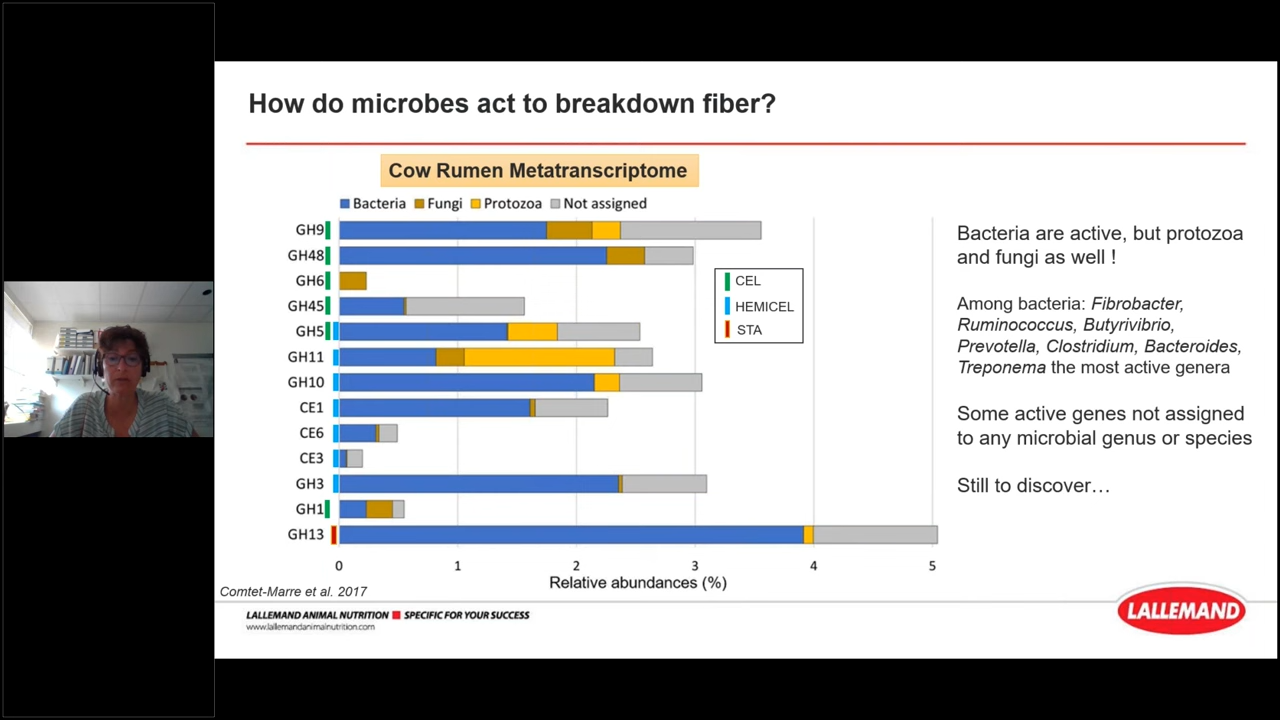 How do microbes act to breakdown fiber?
Cow Rumen Metatranscriptome
Bacteria Fungi Protozoa Not assigned
GH9
GH48
GH6
GH45
GH5
GH11
GH10
CE1
CE6
CE3
GH3
GH1
GH13
0 1 2 3 4 5
Relative abundances (%)
CEL
HEMICEL
STA
Bacteria are active, but protozoa
and fungi as well !
Among bacteria: Fibrobacter,
Ruminococcus, Butyrivibrio,
Prevotella, Clostridium, Bacteroides,
Treponema the most active genera
Some active genes not assigned
to any microbial genus or species
Still to discover…
Comtet-Marre et al. 2017
LALLEMAND ANIMAL NUTRITION SPECIFIC FOR YOUR SUCCESS
www.lallemandanimalnutrition.com
LALLEMAND